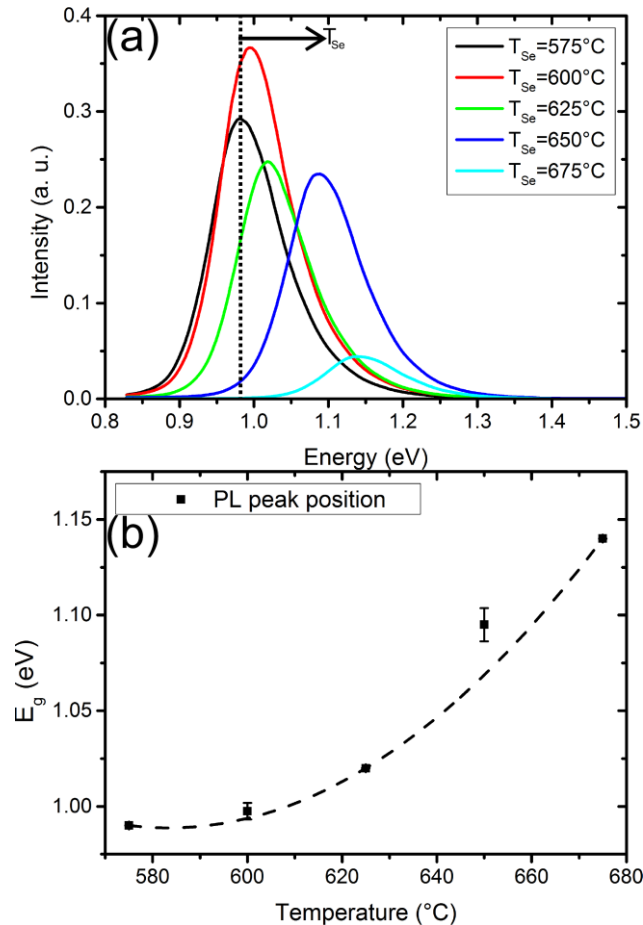 (a)
T_Se
T_Se=575°C
T_Se=600°C
T_Se=625°C
T_Se=650°C
T_Se=675°C
0.4
0.3
0.2
0.1
0.0
Intensity (a. u.)
0.8 0.9 1.0 1.1 1.2 1.3 1.4 1.5
Energy (eV)
PL peak position
(b)
1.15
1.10
1.05
1.00
E_g (eV)
580 600 620 640 660 680
Temperature (°C)